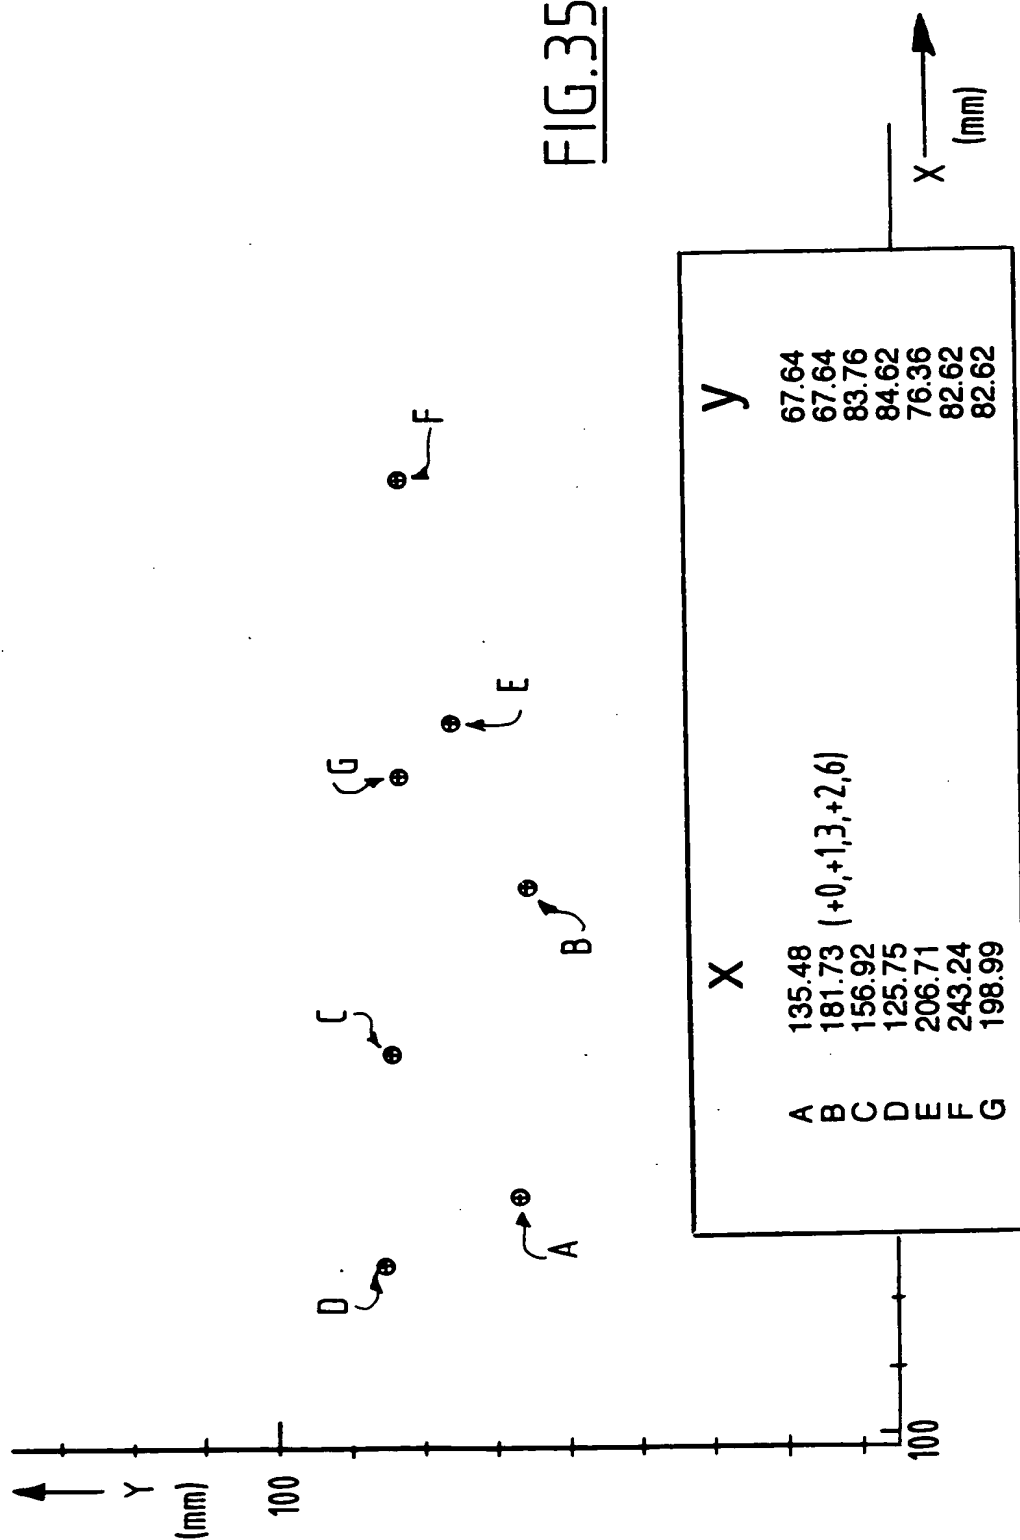 FIG.35
Y
(mm)
100
D
C
G
F
A
B
E
100
X
(mm)
X y
A 135.48 67.64
B 181.73 (+0,+1,3,+2,6) 67.64
C 156.92 83.76
D 125.75 84.62
E 206.71 76.36
F 243.24 82.62
G 198.99 82.62